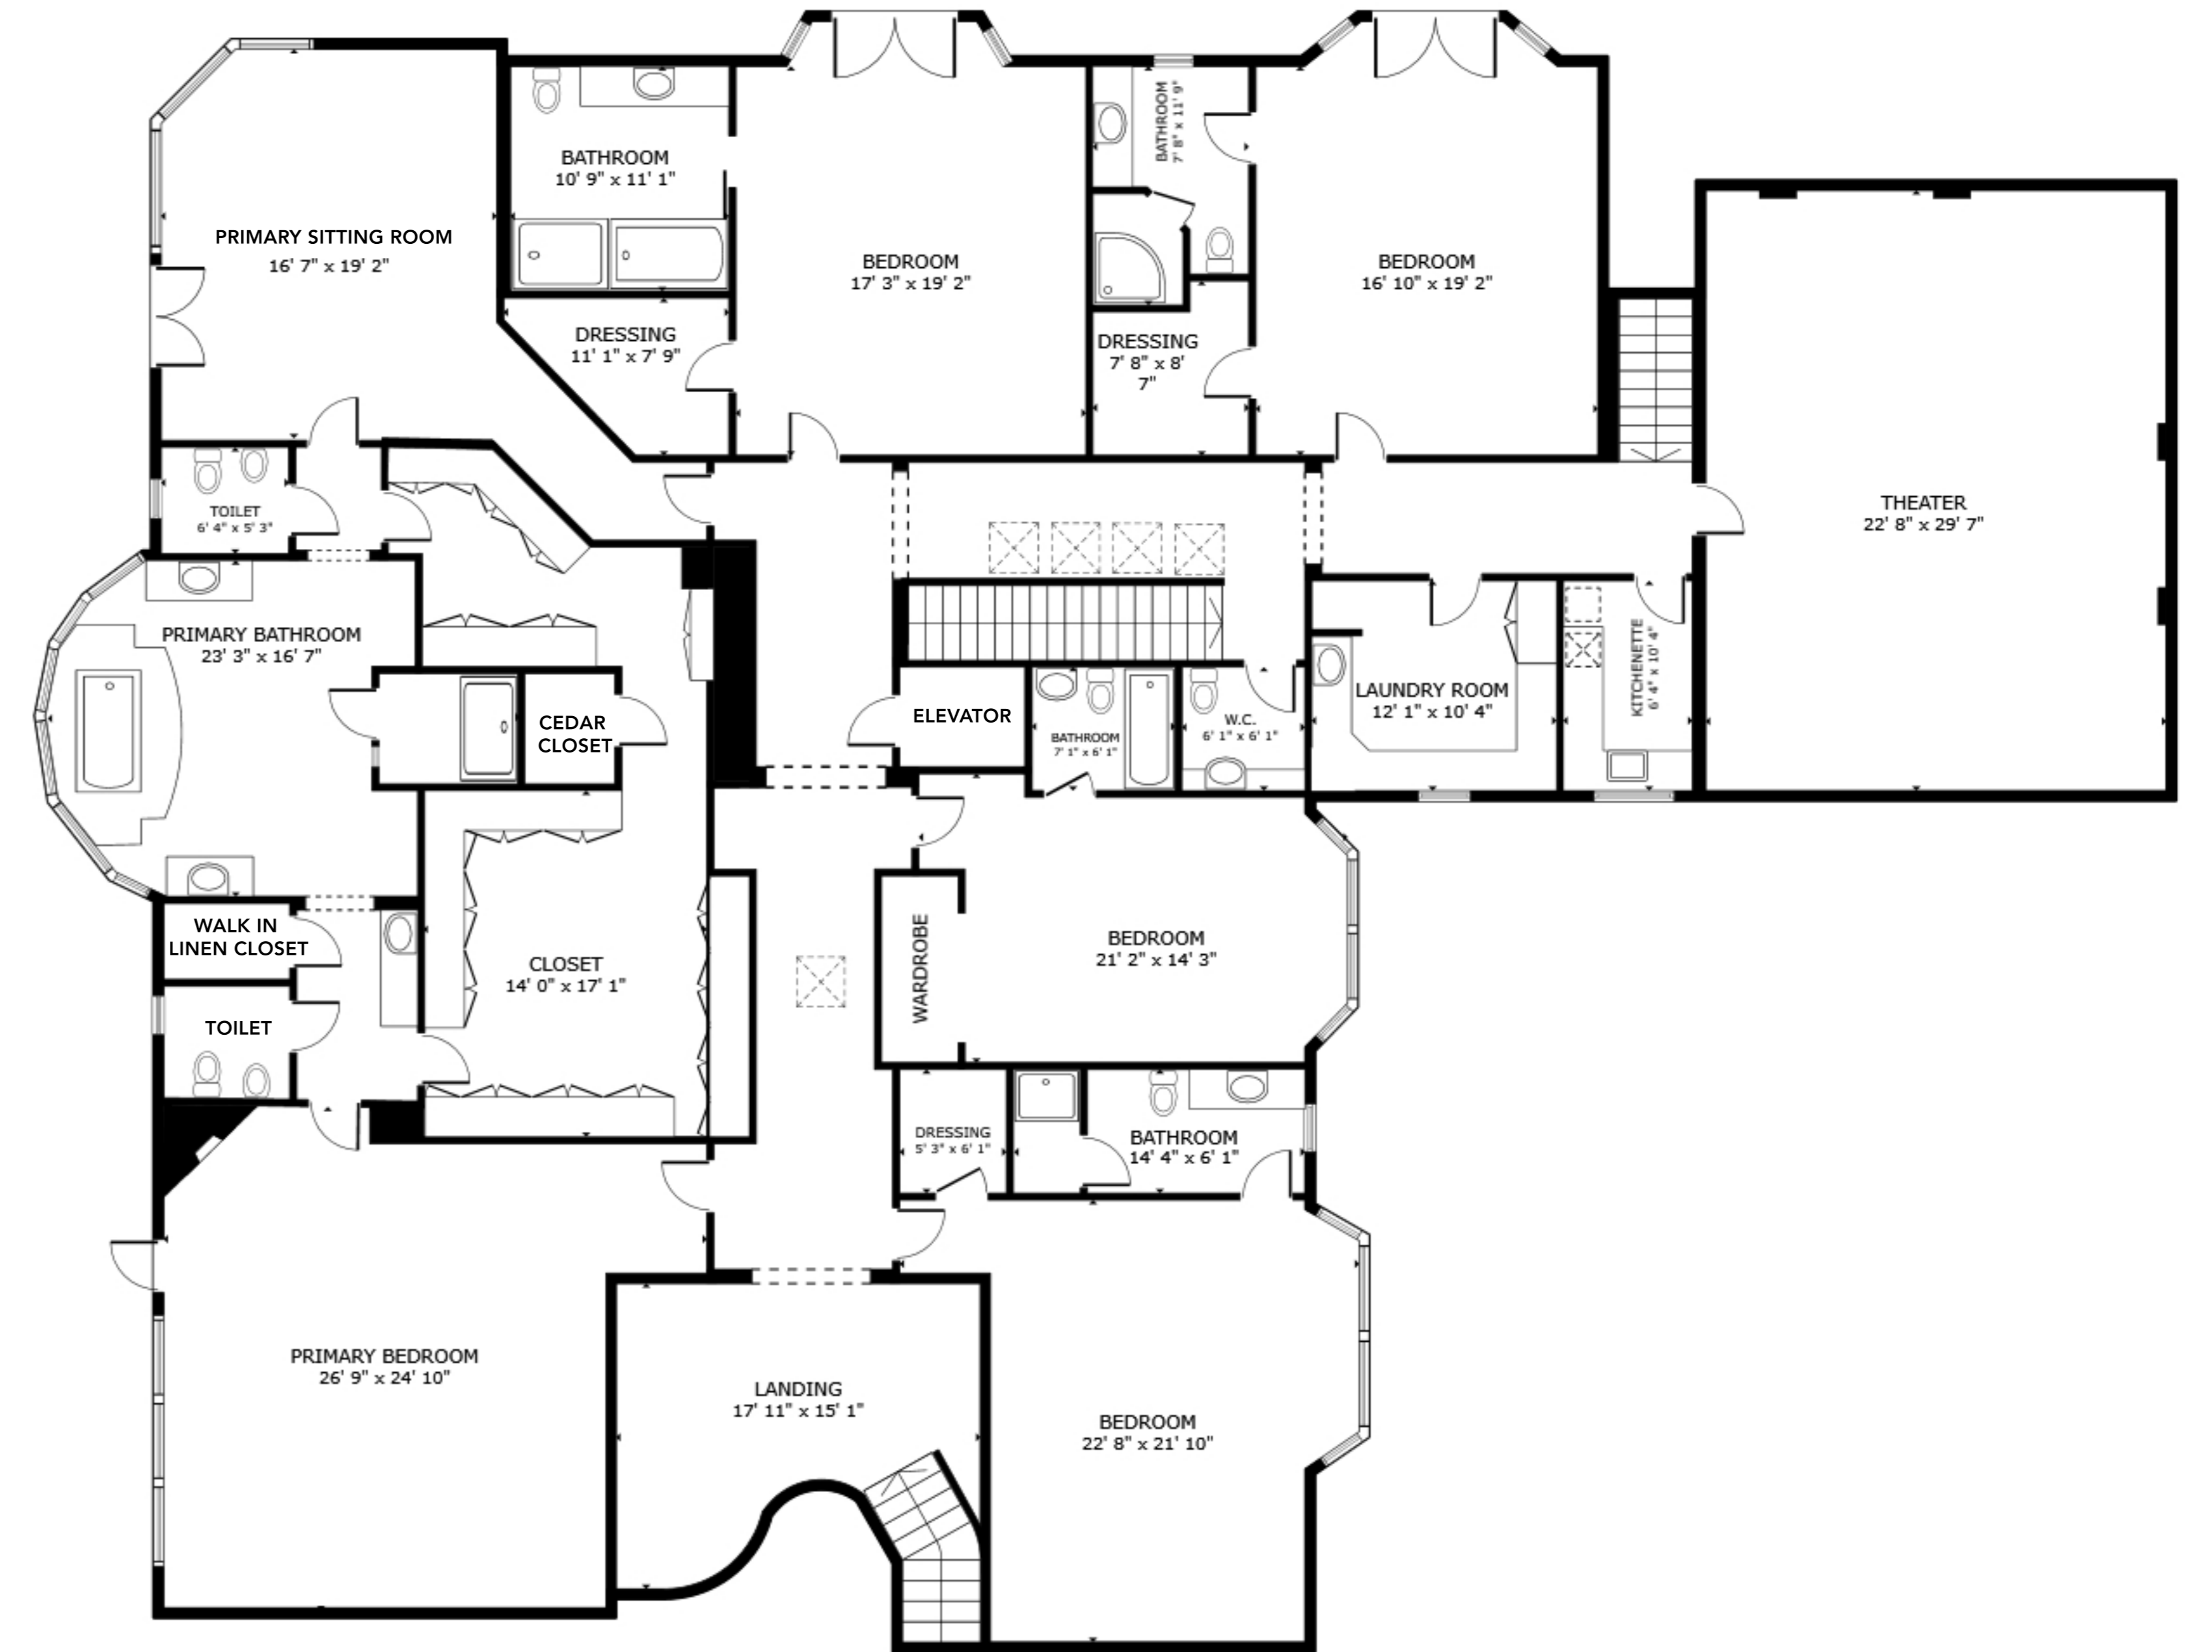 BATHROOM
10' 9" x 11' 1"
BATHROOM
7' 8" x 11' 9"
PRIMARY SITTING ROOM
16' 7" x 19' 2"
BEDROOM
17' 3" x 19' 2"
BEDROOM
16' 10" x 19' 2"
DRESSING
11' 1" x 7' 9"
DRESSING
7' 8" x 8'
7"
TOILET
6' 4" x 5' 3"
THEATER
22' 8" x 29' 7"
PRIMARY BATHROOM
23' 3" x 16' 7"
CEDAR
CLOSET
ELEVATOR
BATHROOM
7' 1" x 6' 1"
W.C.
6' 1" x 6' 1"
LAUNDRY ROOM
12' 1" x 10' 4"
KITCHENETTE
6' 4" x 10' 4"
WALK IN
LINEN CLOSET
CLOSET
14' 0" x 17' 1"
WARDROBE
BEDROOM
21' 2" x 14' 3"
TOILET
DRESSING
5' 3" x 6' 1"
BATHROOM
14' 4" x 6' 1"
PRIMARY BEDROOM
26' 9" x 24' 10"
LANDING
17' 11" x 15' 1"
BEDROOM
22' 8" x 21' 10"